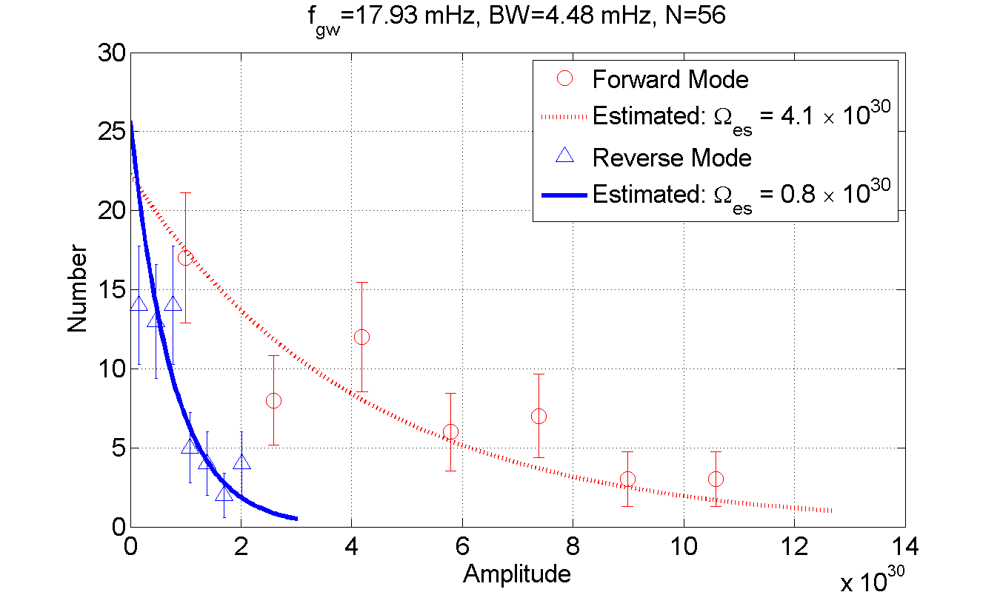 f_gw=17.93 mHz, BW=4.48 mHz, N=56
30
25
20
15
10
5
0
Number
Forward Mode
Estimated: Ω_es = 4.1 × 10^30
Reverse Mode
Estimated: Ω_es = 0.8 × 10^30
0 2 4 6 8 10 12 14
Amplitude
x 10^30